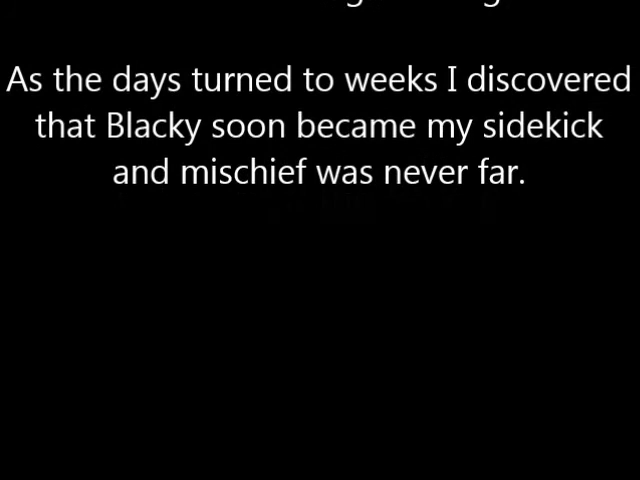 As the days turned to weeks I discovered
that Blacky soon became my sidekick
and mischief was never far.